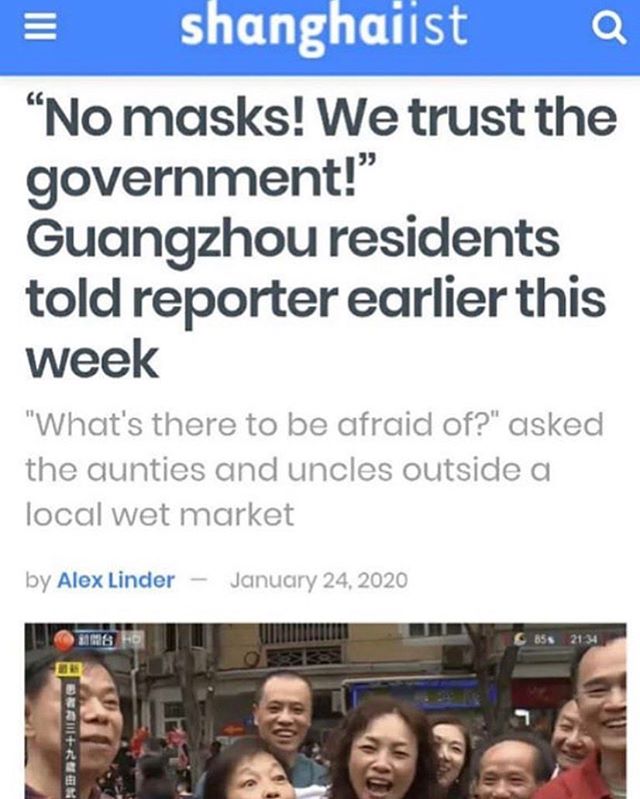 shanghaiist
“No masks! We trust the
government!”
Guangzhou residents
told reporter earlier this
week
"What's there to be afraid of?" asked
the aunties and uncles outside a
local wet market
by Alex Linder — January 24, 2020
新聞台 HD
85% 21:34
最新
患者為三十九歲由武